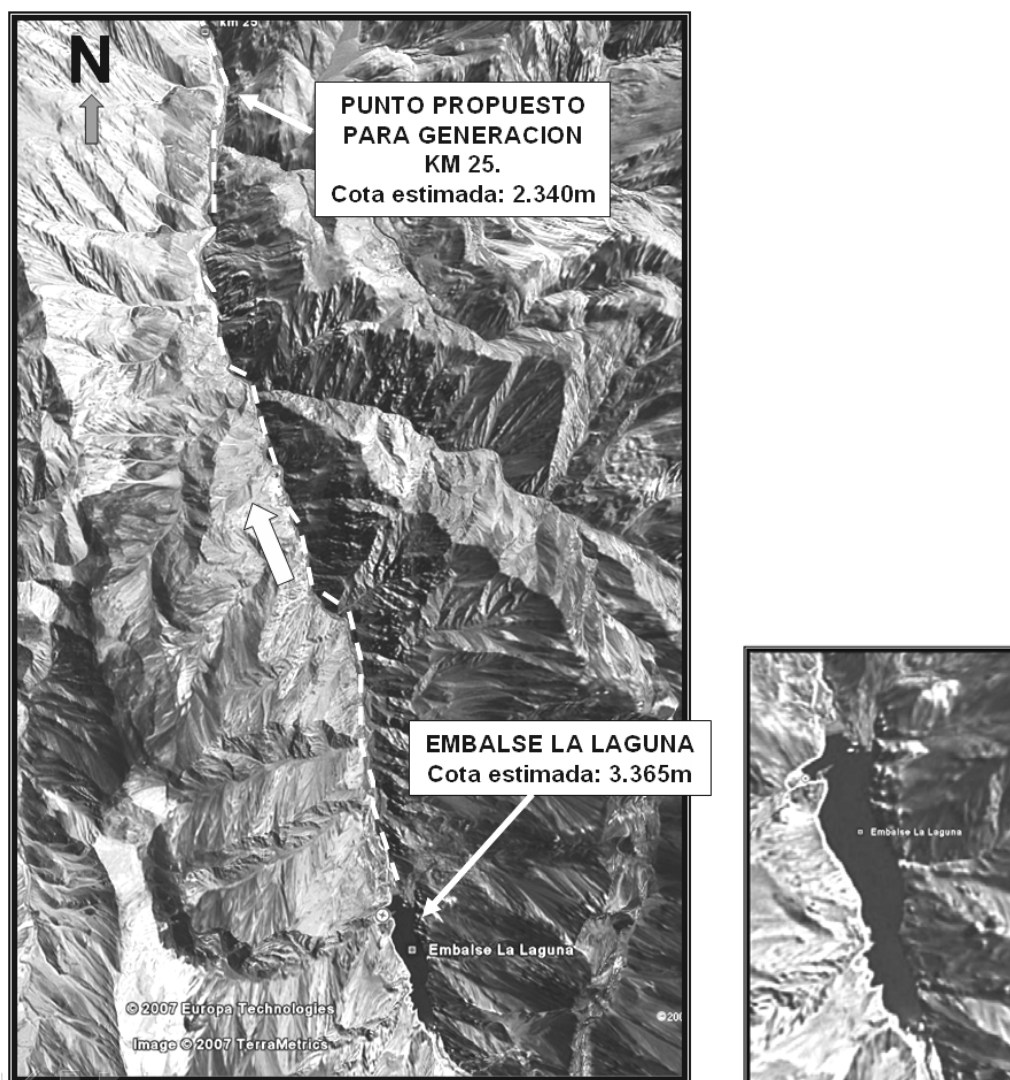 km 25
N
PUNTO PROPUESTO
PARA GENERACION
KM 25.
Cota estimada: 2.340m
EMBALSE LA LAGUNA
Cota estimada: 3.365m
Embalse La Laguna
© 2007 Europa Technologies
Image © 2007 TerraMetrics
Embalse La Laguna